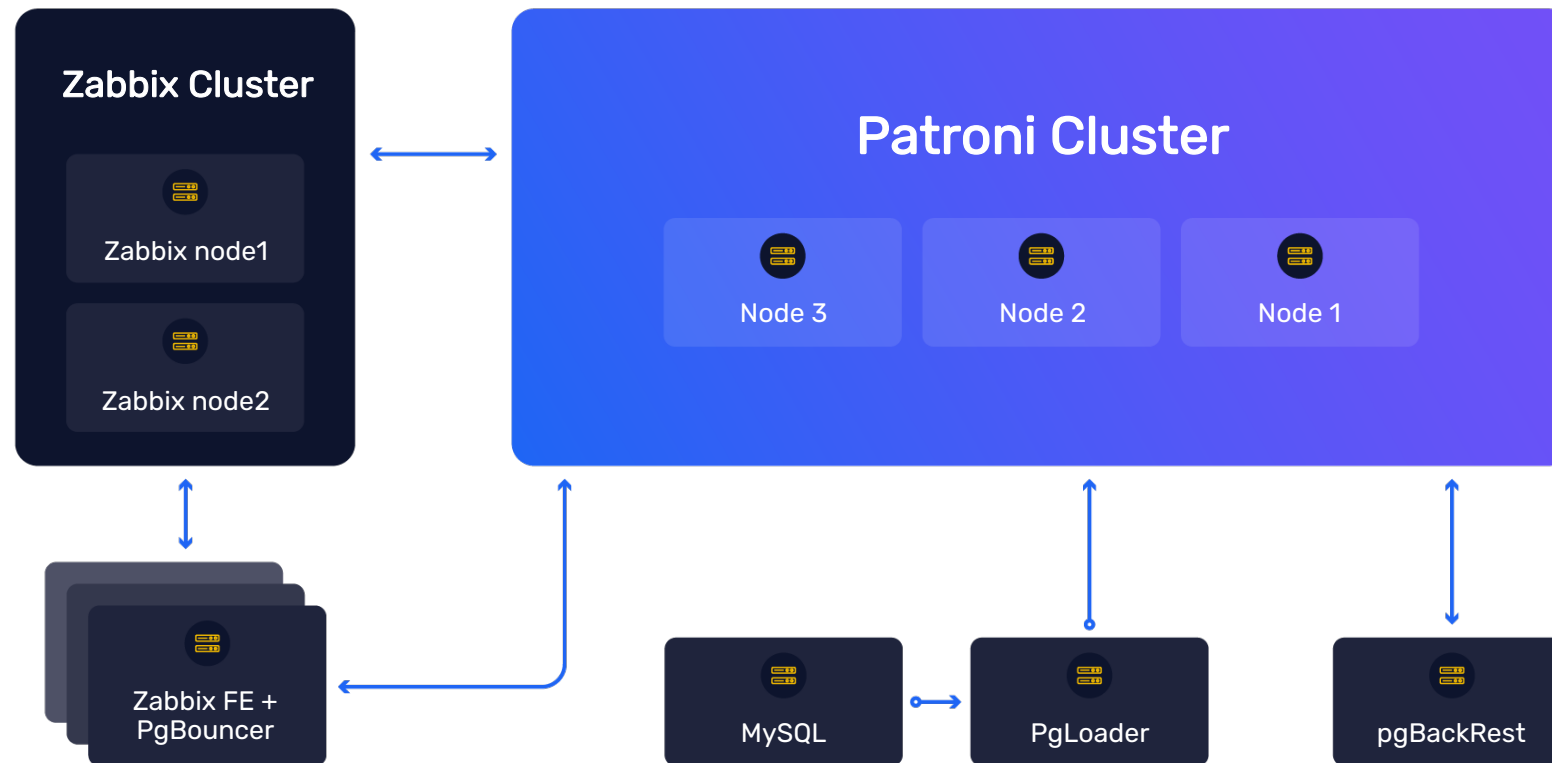 Zabbix Cluster
Zabbix node1
Zabbix node2
Patroni Cluster
Node 3
Node 2
Node 1
Zabbix FE +
PgBouncer
MySQL
PgLoader
pgBackRest